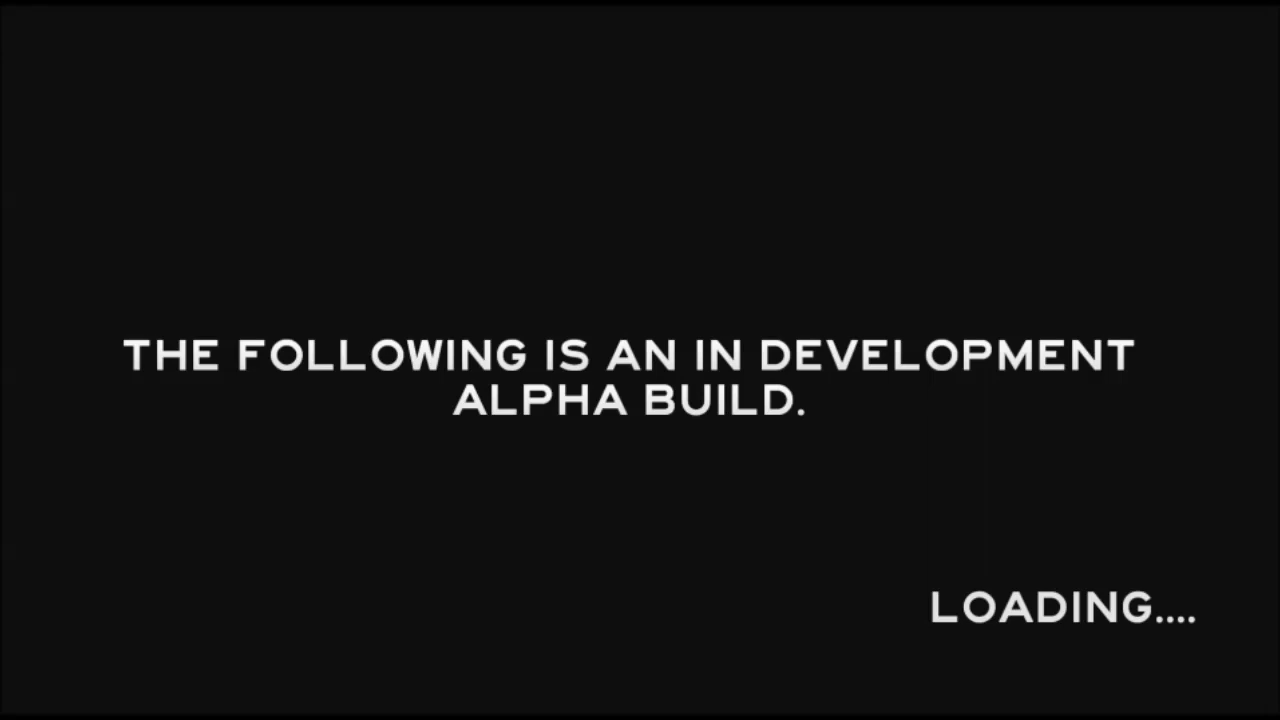 THE FOLLOWING IS AN IN DEVELOPMENT
ALPHA BUILD.
LOADING....